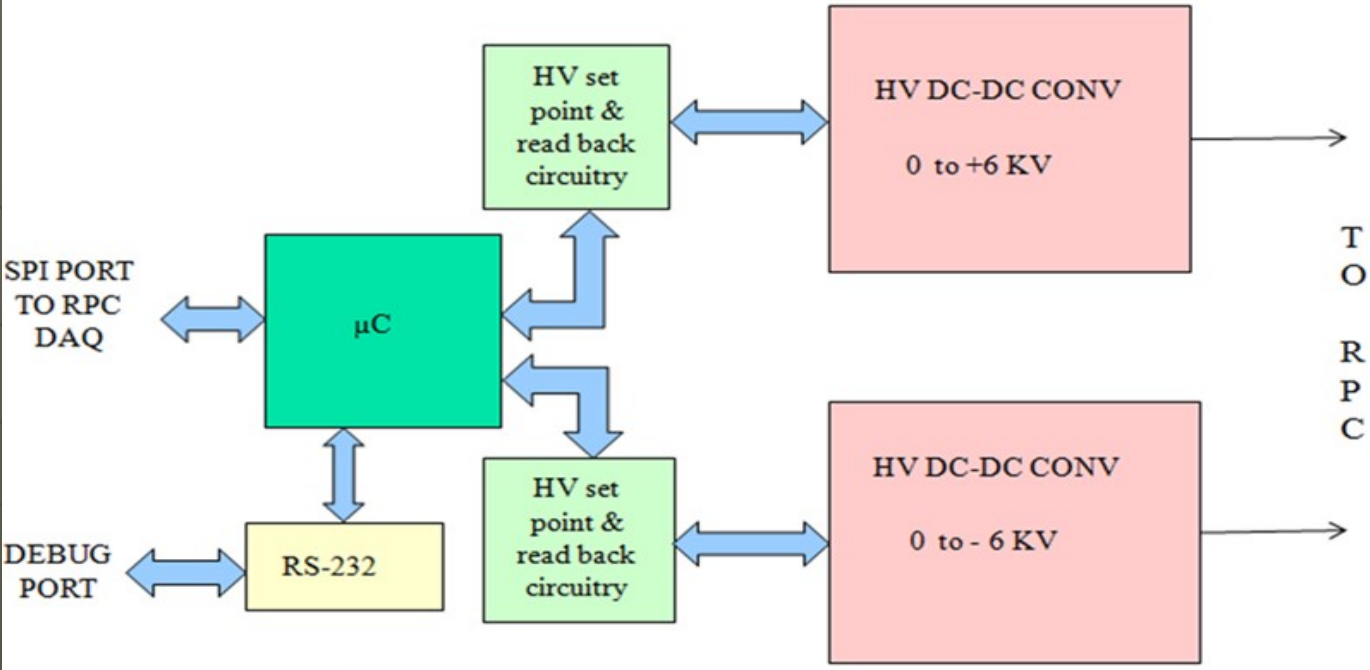 HV set
point &
read back
circuitry
HV DC-DC CONV
0 to +6 KV
SPI PORT
TO RPC
DAQ
µC
T
O
R
P
C
HV set
point &
read back
circuitry
HV DC-DC CONV
0 to - 6 KV
DEBUG
PORT
RS-232